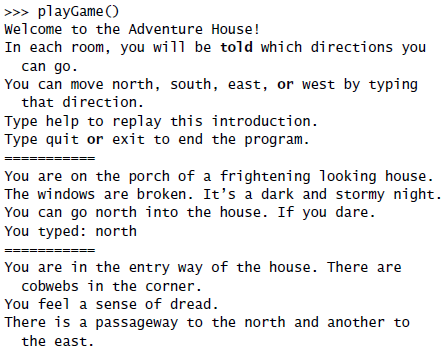 >>> playGame()
Welcome to the Adventure House!
In each room, you will be told which directions you
can go.
You can move north, south, east, or west by typing
that direction.
Type help to replay this introduction.
Type quit or exit to end the program.
===========
You are on the porch of a frightening looking house.
The windows are broken. It’s a dark and stormy night.
You can go north into the house. If you dare.
You typed: north
===========
You are in the entry way of the house. There are
cobwebs in the corner.
You feel a sense of dread.
There is a passageway to the north and another to
the east.